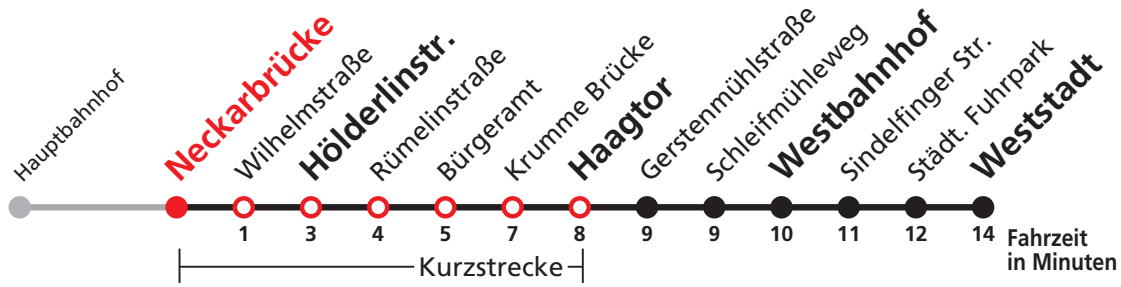 Hauptbahnhof
Neckarbrücke
Wilhelmstraße
Hölderlinstr.
Rümelinstraße
Bürgeramt
Krumme Brücke
Haagtor
Gerstenmühlstraße
Schleifmühleweg
Westbahnhof
Sindelfinger Str.
Städt. Fuhrpark
Weststadt
1 3 4 5 7 8 9 9 10 11 12 14
Fahrzeit
in Minuten
Kurzstrecke